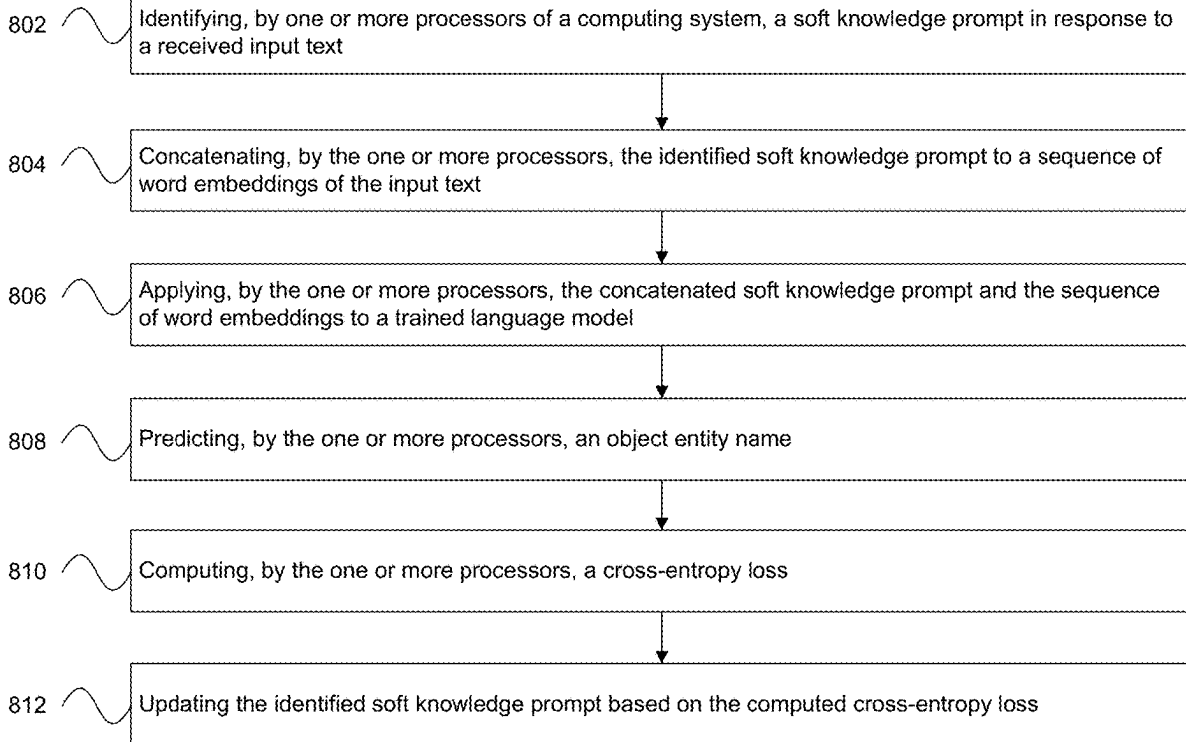 802 Identifying, by one or more processors of a computing system, a soft knowledge prompt in response to
a received input text
804 Concatenating, by the one or more processors, the identified soft knowledge prompt to a sequence of
word embeddings of the input text
806 Applying, by the one or more processors, the concatenated soft knowledge prompt and the sequence
of word embeddings to a trained language model
808 Predicting, by the one or more processors, an object entity name
810 Computing, by the one or more processors, a cross-entropy loss
812 Updating the identified soft knowledge prompt based on the computed cross-entropy loss